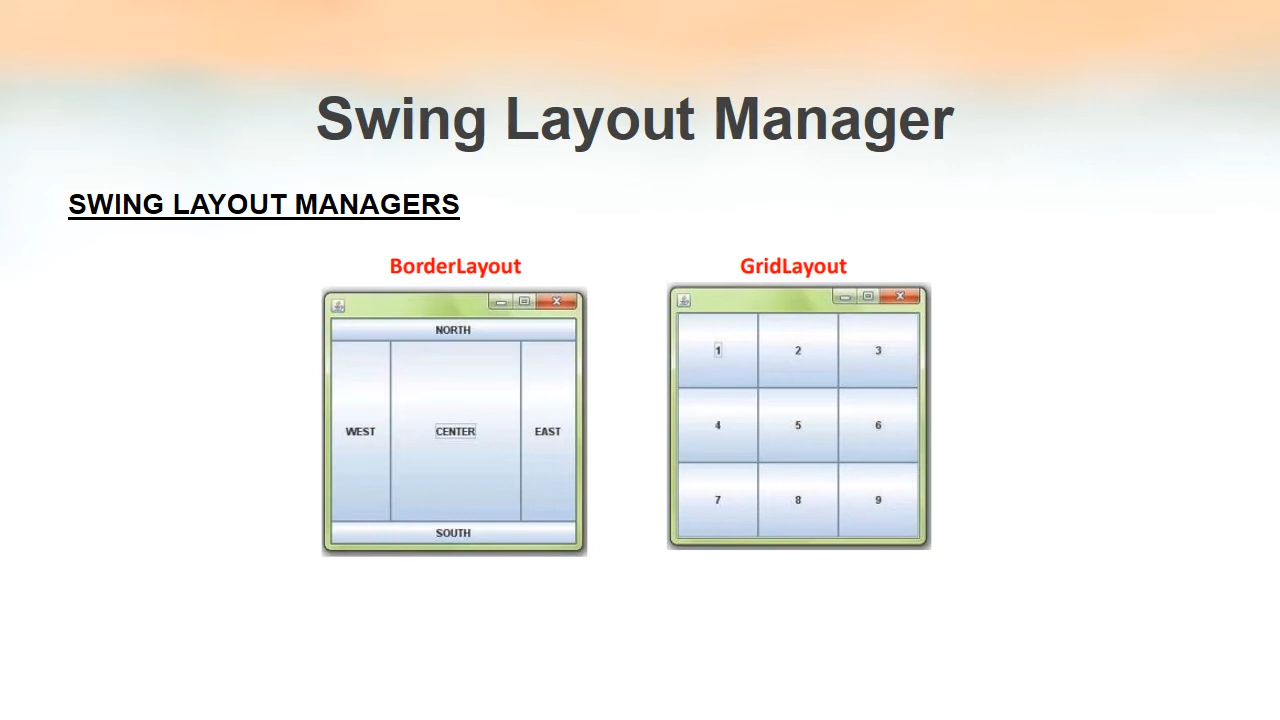 Swing Layout Manager
SWING LAYOUT MANAGERS
BorderLayout
NORTH
WEST
CENTER
EAST
SOUTH
GridLayout
1 2 3
4 5 6
7 8 9